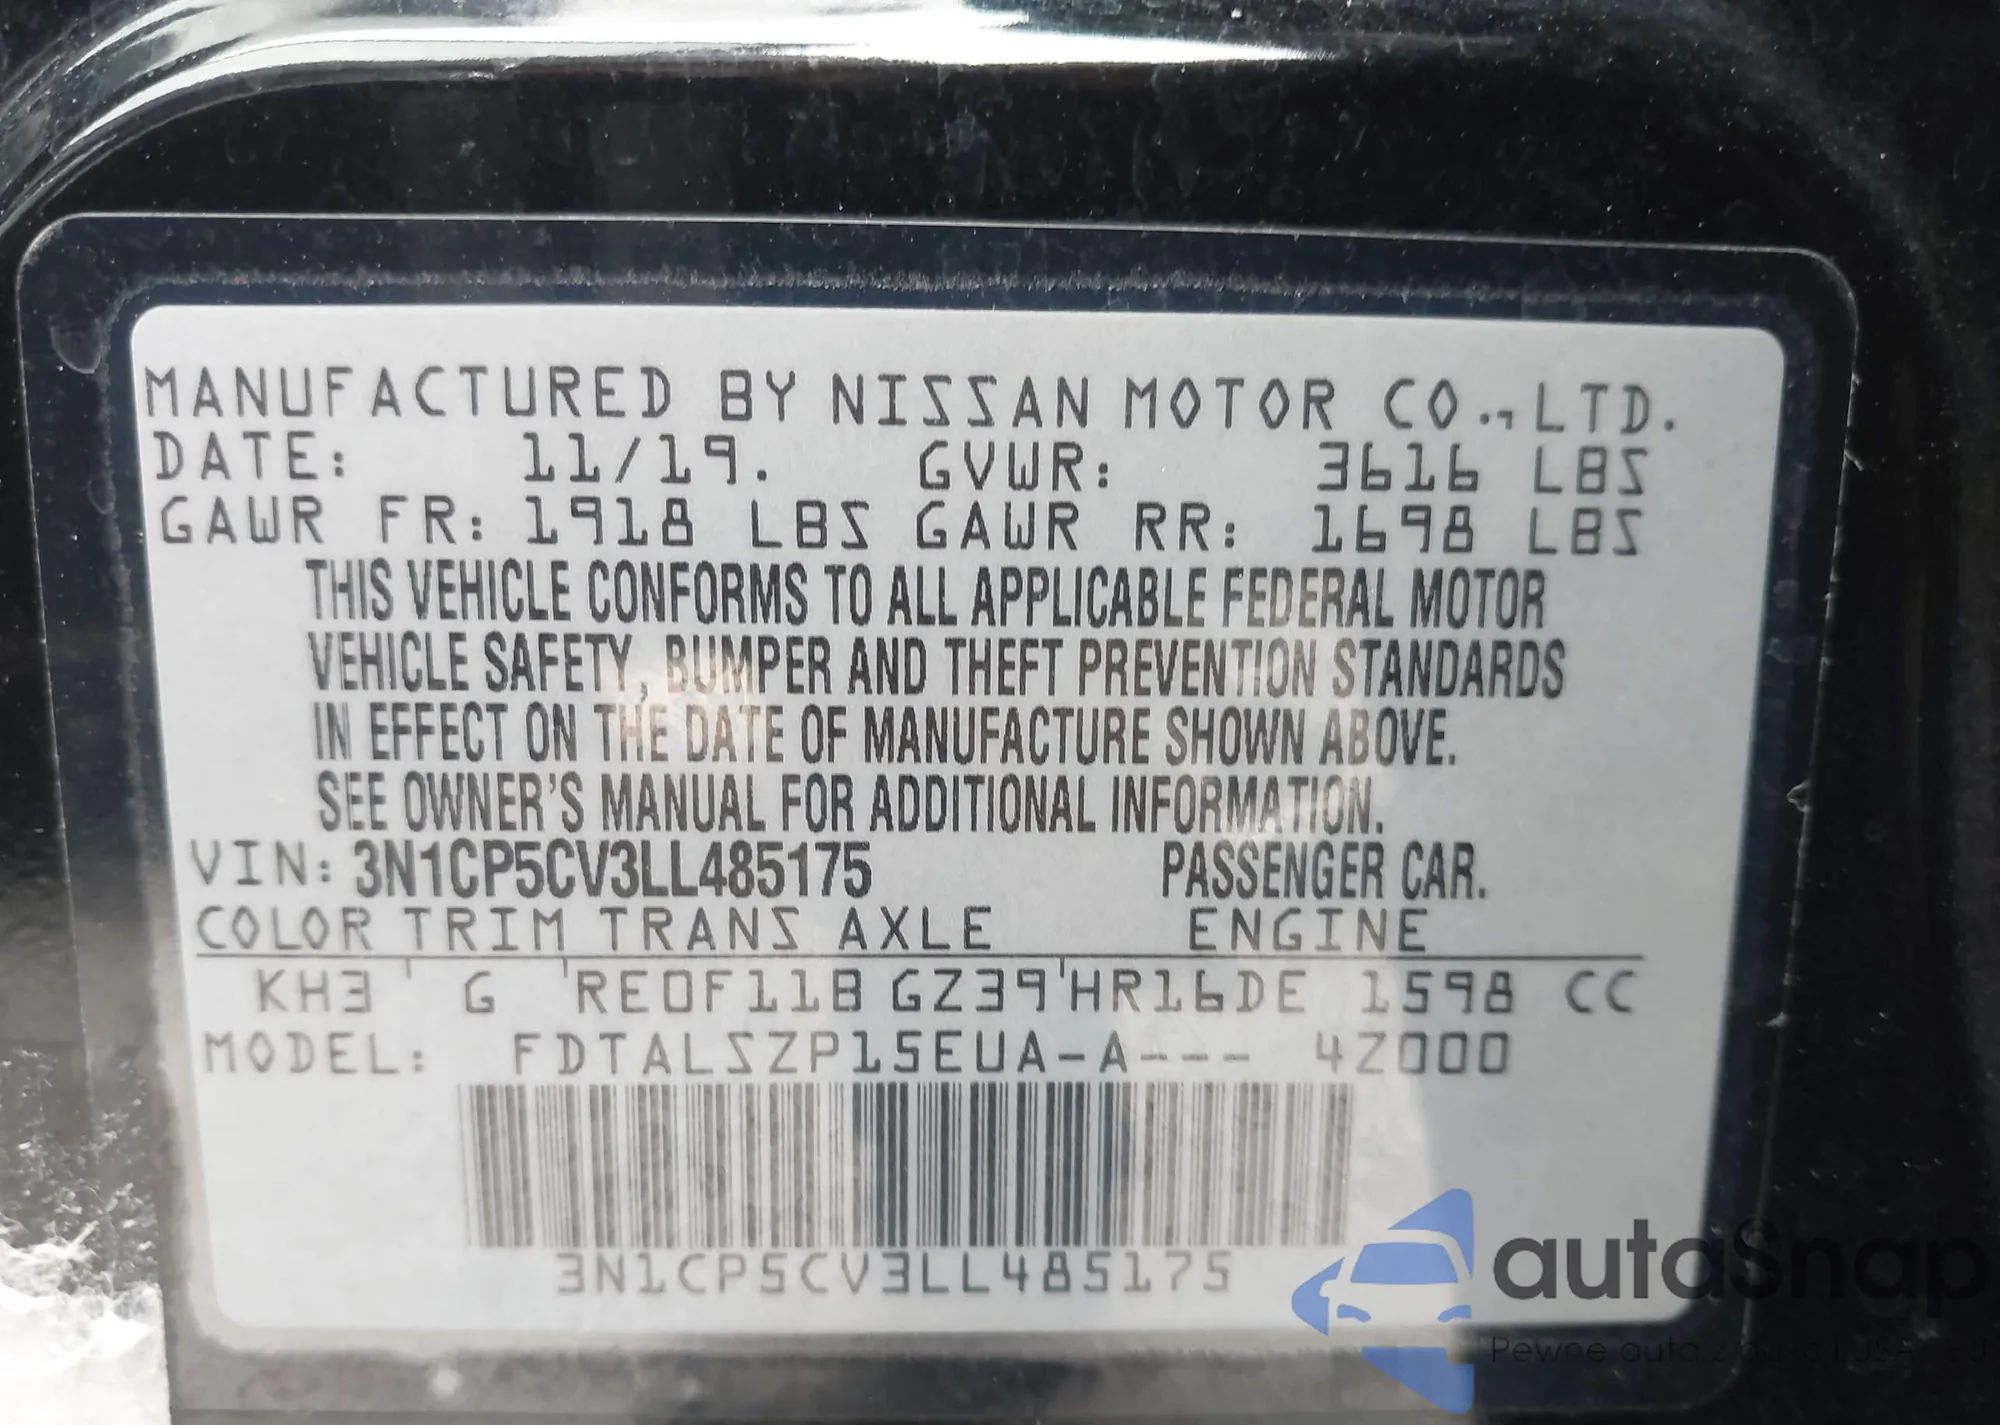 MANUFACTURED BY NISSAN MOTOR CO., LTD.
DATE: 11/19. GVWR: 3616 LBS
GAWR FR: 1918 LBS GAWR RR: 1698 LBS
THIS VEHICLE CONFORMS TO ALL APPLICABLE FEDERAL MOTOR
VEHICLE SAFETY, BUMPER AND THEFT PREVENTION STANDARDS
IN EFFECT ON THE DATE OF MANUFACTURE SHOWN ABOVE.
SEE OWNER'S MANUAL FOR ADDITIONAL INFORMATION.
VIN: 3N1CP5CV3LL485175 PASSENGER CAR.
COLOR TRIM TRANS AXLE ENGINE
KH3 ' G 'RE0F11B GZ39'HR16DE 1598 CC
MODEL: FDTALSZP15EUA-A--- 4Z000
3N1CP5CV3LL485175
autaSnap
Pewne auta z